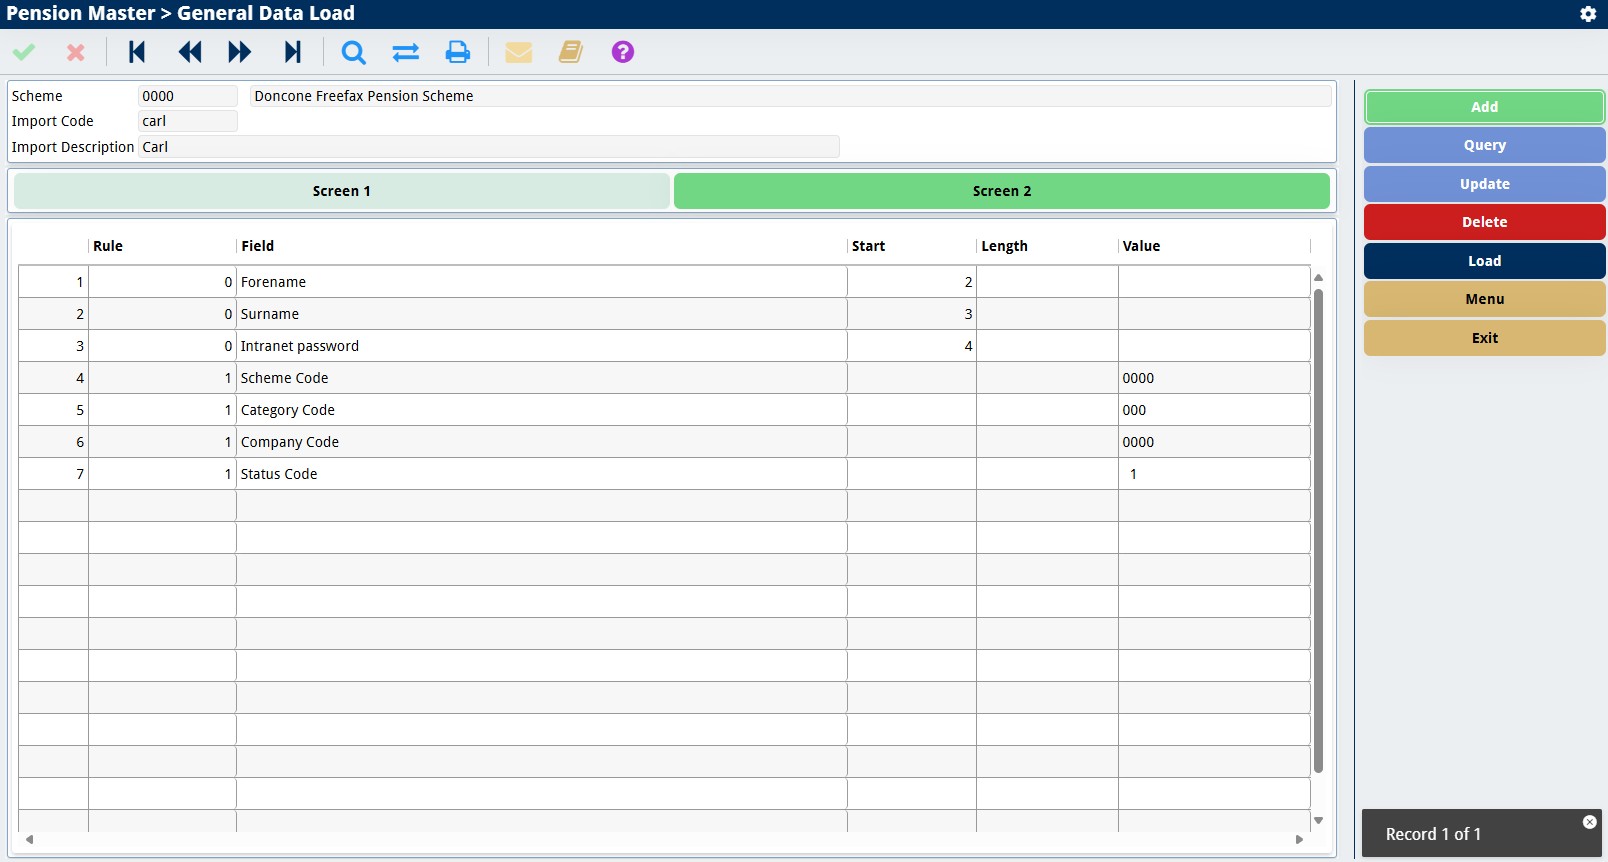 Pension Master > General Data Load
?
Scheme 0000 Doncone Freefax Pension Scheme
Import Code carl
Import Description Carl
Screen 1 Screen 2
Rule Field Start Length Value
1 0 Forename 2
2 0 Surname 3
3 0 Intranet password 4
4 1 Scheme Code 0000
5 1 Category Code 000
6 1 Company Code 0000
7 1 Status Code 1
Add
Query
Update
Delete
Load
Menu
Exit
Record 1 of 1